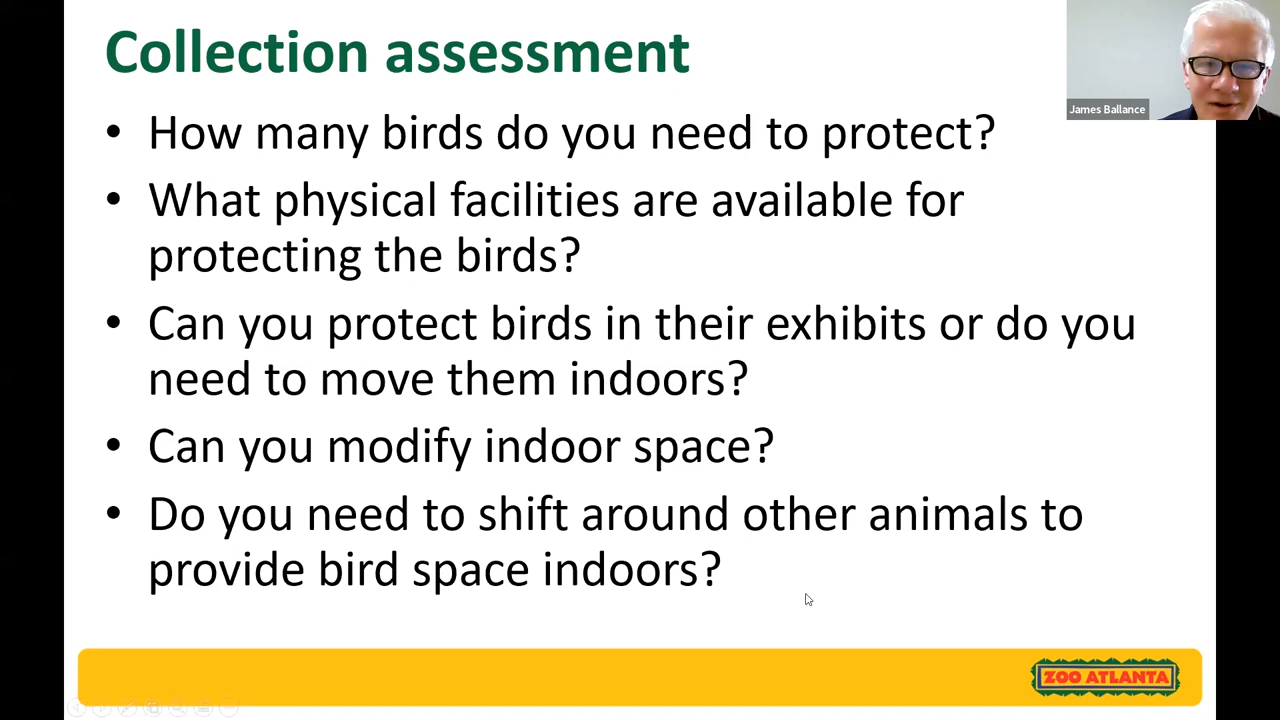 Collection assessment
James Ballance
• How many birds do you need to protect?
• What physical facilities are available for
protecting the birds?
• Can you protect birds in their exhibits or do you
need to move them indoors?
• Can you modify indoor space?
• Do you need to shift around other animals to
provide bird space indoors?
ZOO ATLANTA